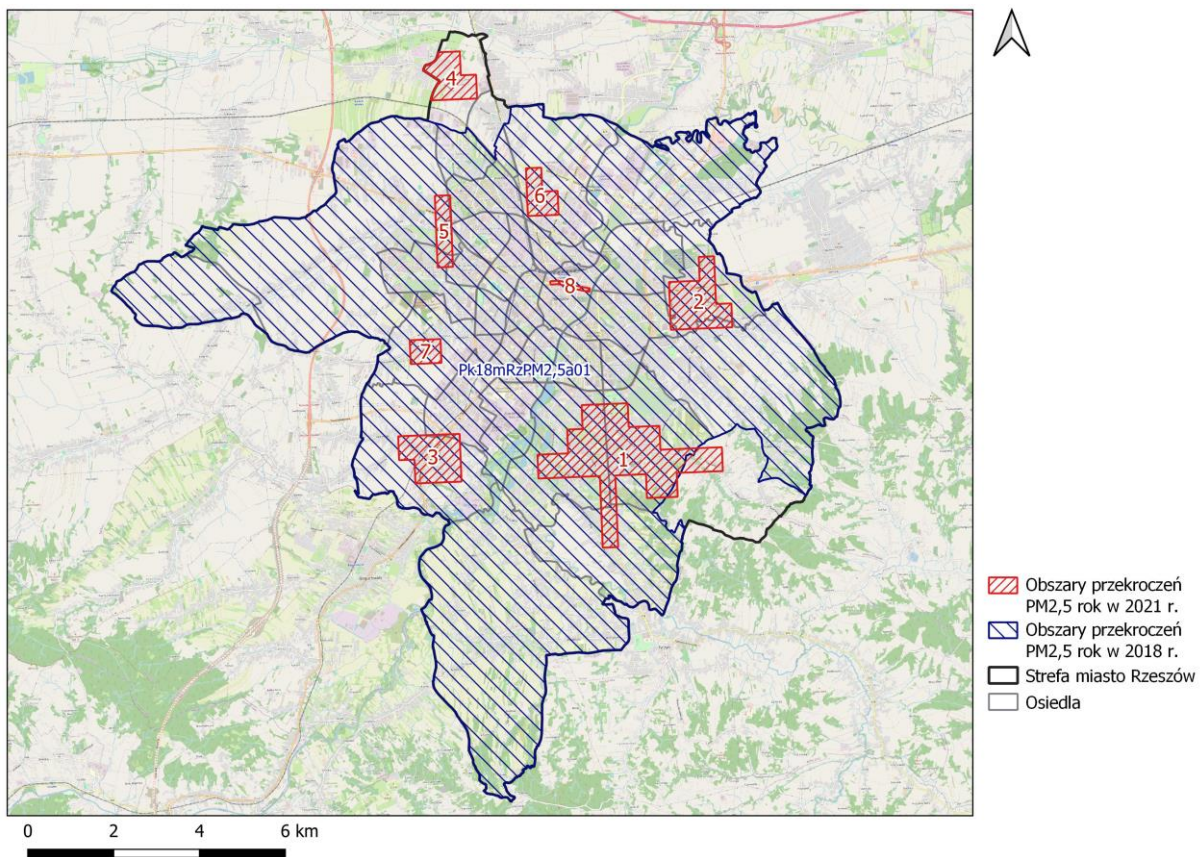 4
6
5
8
2
7
Pk18mRzPM2,5a01
3
1
Obszary przekroczeń
PM2,5 rok w 2021 r.
Obszary przekroczeń
PM2,5 rok w 2018 r.
Strefa miasto Rzeszów
Osiedla
0 2 4 6 km